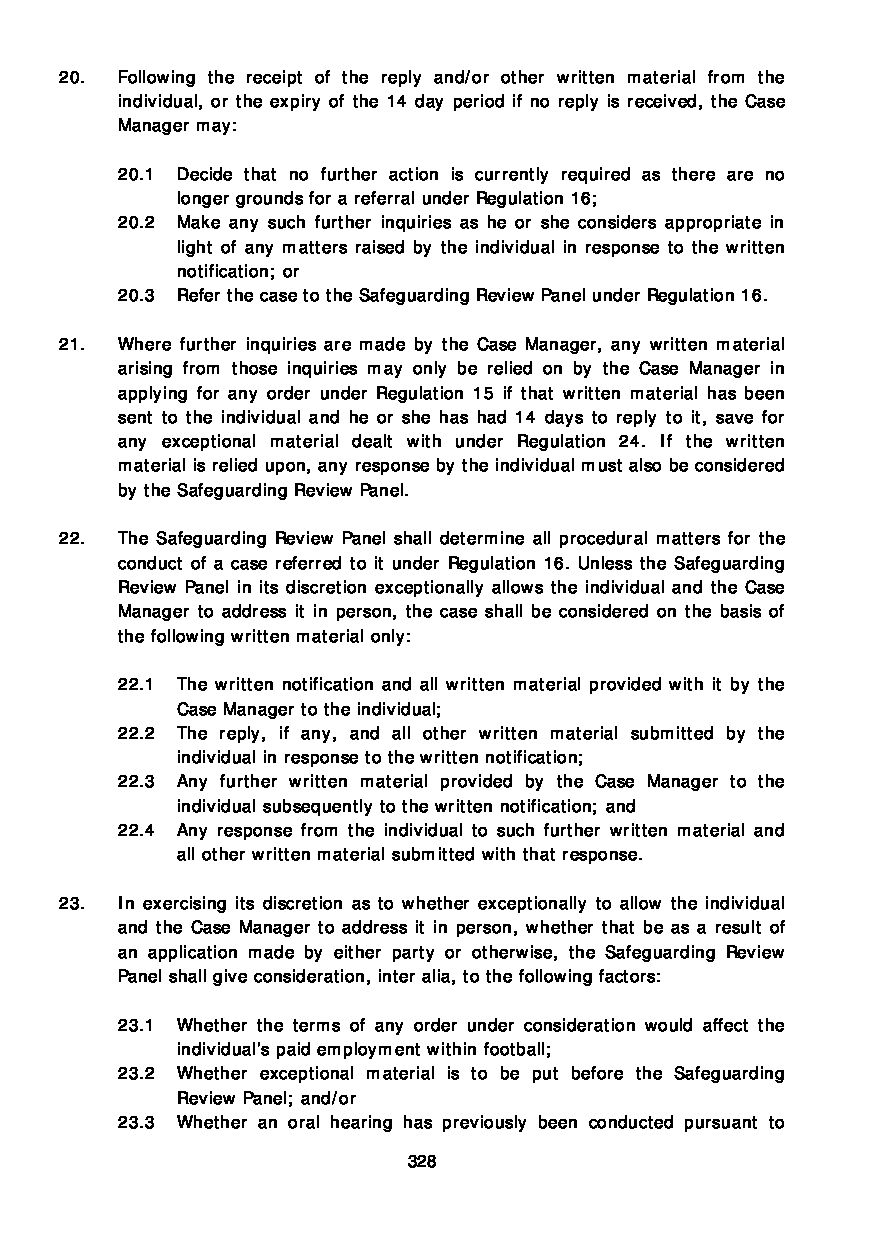 20. Following the receipt of the reply and/or other written material from the
individual, or the expiry of the 14 day period if no reply is received, the Case
Manager may:
20.1 Decide that no further action is currently required as there are no
longer grounds for a referral under Regulation 16;
20.2 Make any such further inquiries as he or she considers appropriate in
light of any matters raised by the individual in response to the written
notification; or
20.3 Refer the case to the Safeguarding Review Panel under Regulation 16.
21. Where further inquiries are made by the Case Manager, any written material
arising from those inquiries may only be relied on by the Case Manager in
applying for any order under Regulation 15 if that written material has been
sent to the individual and he or she has had 14 days to reply to it, save for
any exceptional material dealt with under Regulation 24. If the written
material is relied upon, any response by the individual must also be considered
by the Safeguarding Review Panel.
22. The Safeguarding Review Panel shall determine all procedural matters for the
conduct of a case referred to it under Regulation 16. Unless the Safeguarding
Review Panel in its discretion exceptionally allows the individual and the Case
Manager to address it in person, the case shall be considered on the basis of
the following written material only:
22.1 The written notification and all written material provided with it by the
Case Manager to the individual;
22.2 The reply, if any, and all other written material submitted by the
individual in response to the written notification;
22.3 Any further written material provided by the Case Manager to the
individual subsequently to the written notification; and
22.4 Any response from the individual to such further written material and
all other written material submitted with that response.
23. In exercising its discretion as to whether exceptionally to allow the individual
and the Case Manager to address it in person, whether that be as a result of
an application made by either party or otherwise, the Safeguarding Review
Panel shall give consideration, inter alia, to the following factors:
23.1 Whether the terms of any order under consideration would affect the
individual's paid employment within football;
23.2 Whether exceptional material is to be put before the Safeguarding
Review Panel; and/or
23.3 Whether an oral hearing has previously been conducted pursuant to
328